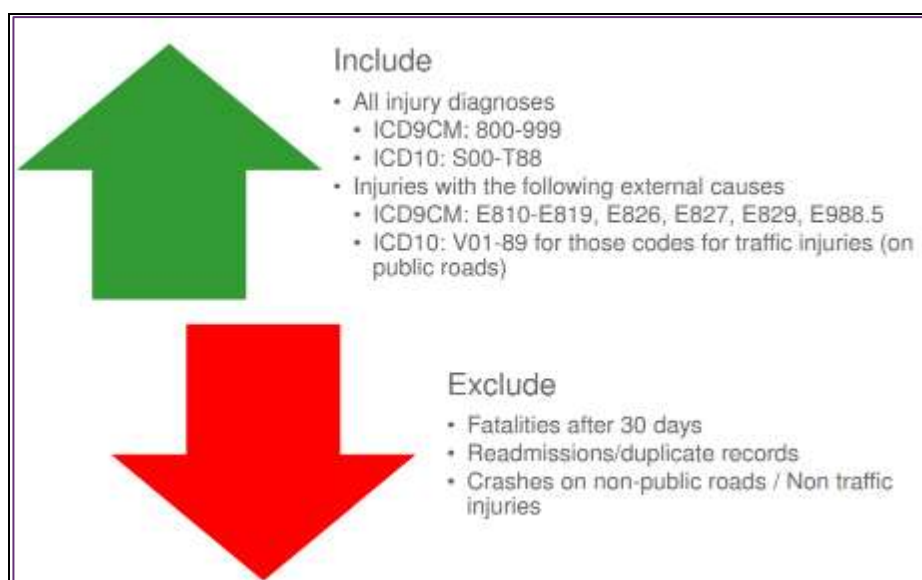 Include
• All injury diagnoses
• ICD9CM: 800-999
• ICD10: S00-T88
• Injuries with the following external causes
• ICD9CM: E810-E819, E826, E827, E829, E988.5
• ICD10: V01-89 for those codes for traffic injuries (on
public roads)
Exclude
• Fatalities after 30 days
• Readmissions/duplicate records
• Crashes on non-public roads / Non traffic
injuries